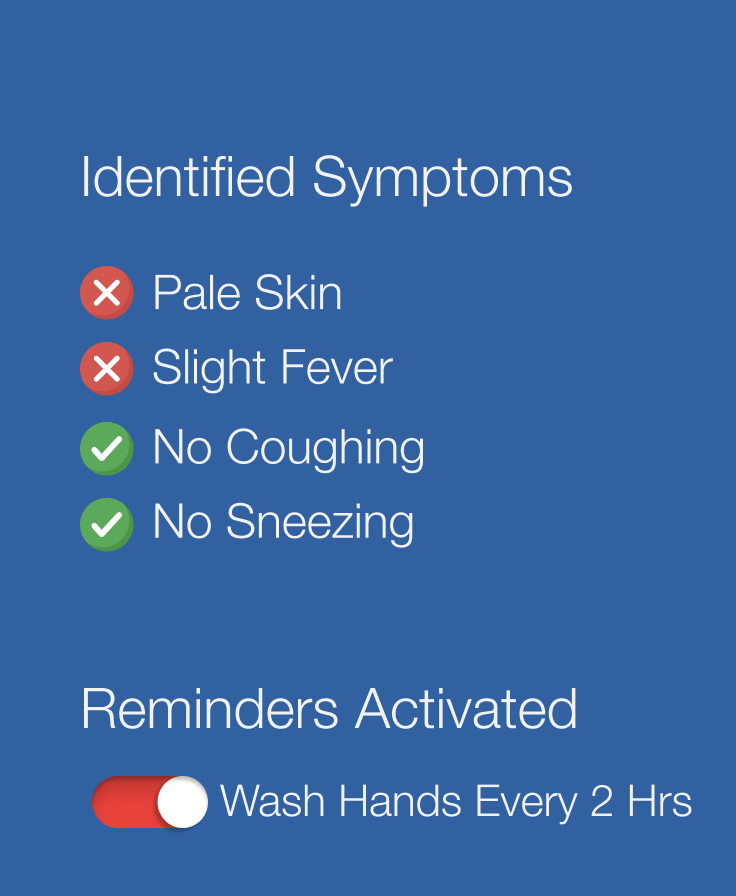 Identified Symptoms
Pale Skin
Slight Fever
No Coughing
No Sneezing
Reminders Activated
Wash Hands Every 2 Hrs